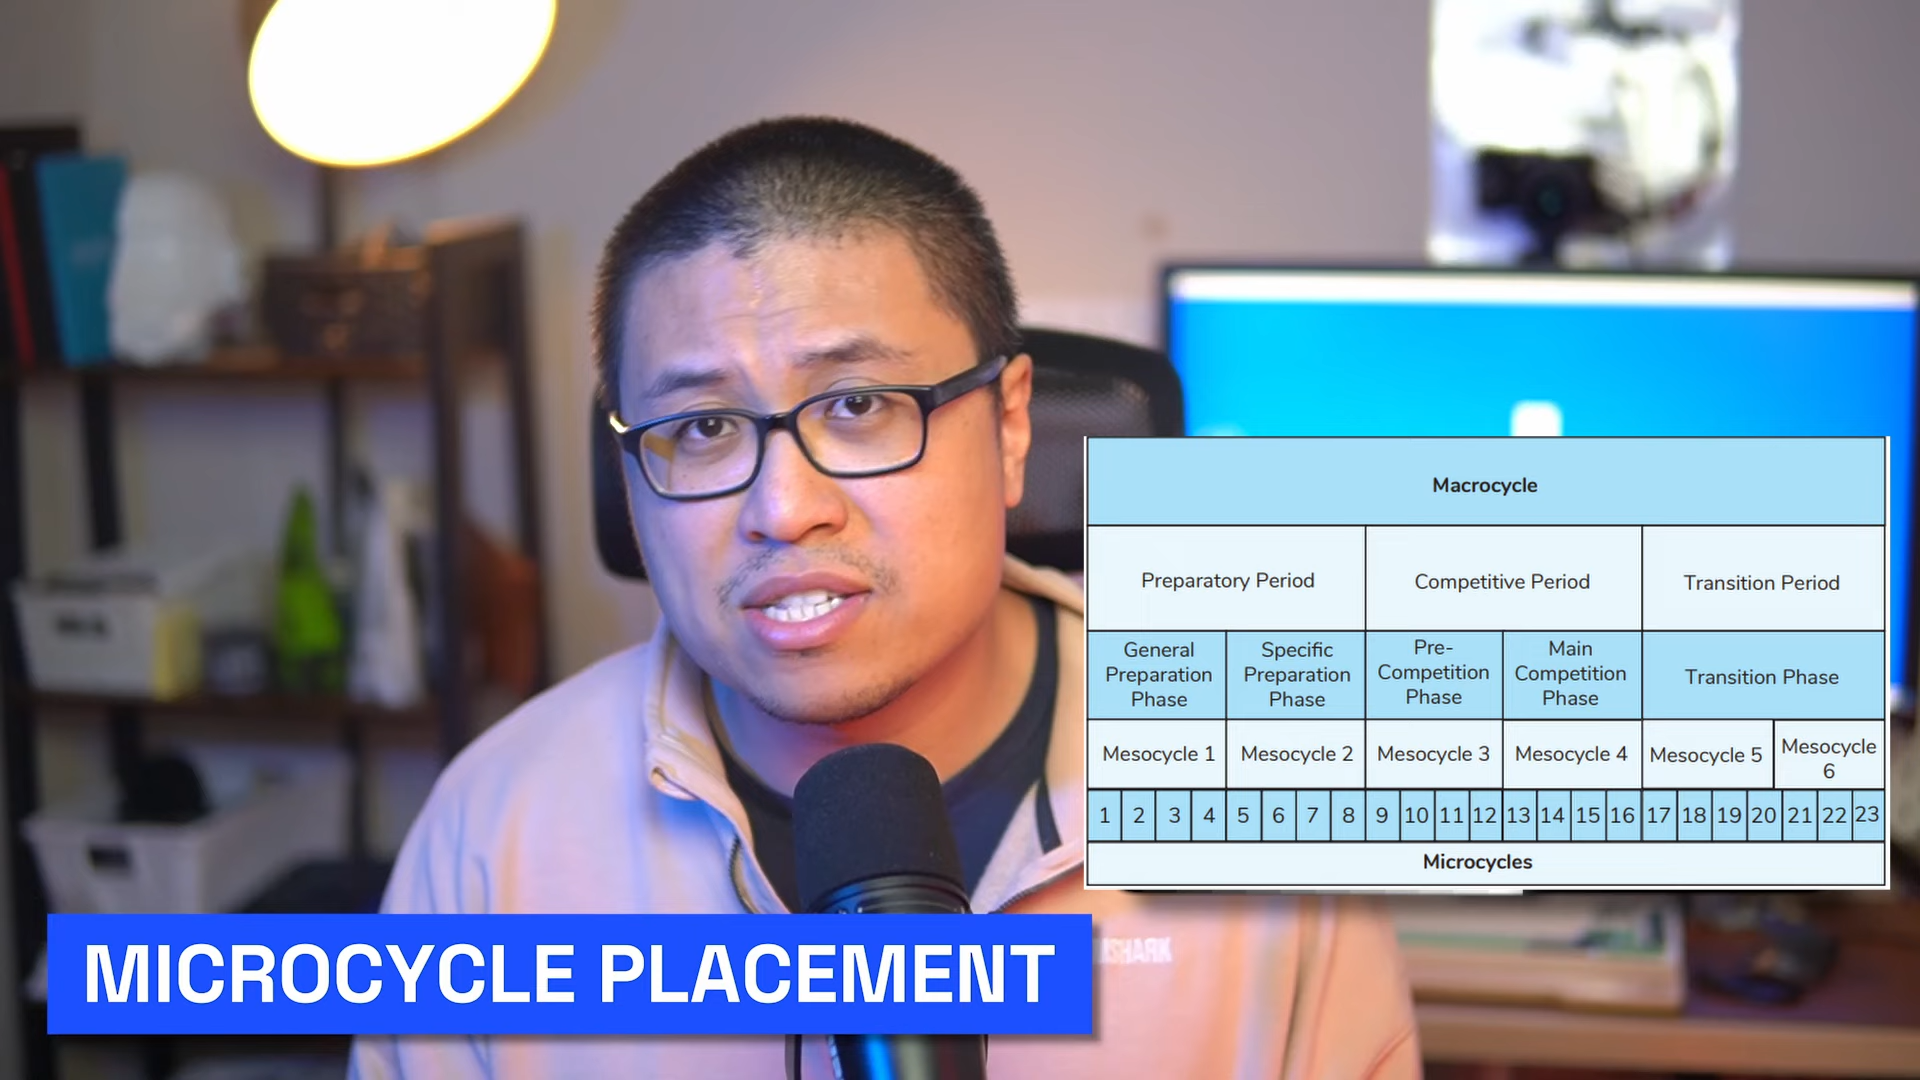 Macrocycle
Preparatory Period
Competitive Period
Transition Period
General
Preparation
Phase
Specific
Preparation
Phase
Pre-
Competition
Phase
Main
Competition
Phase
Transition Phase
Mesocycle 1
Mesocycle 2
Mesocycle 3
Mesocycle 4
Mesocycle 5
Mesocycle
6
1 2 3 4 5 6 7 8 9 10 11 12 13 14 15 16 17 18 19 20 21 22 23
Microcycles
MICROCYCLE PLACEMENT